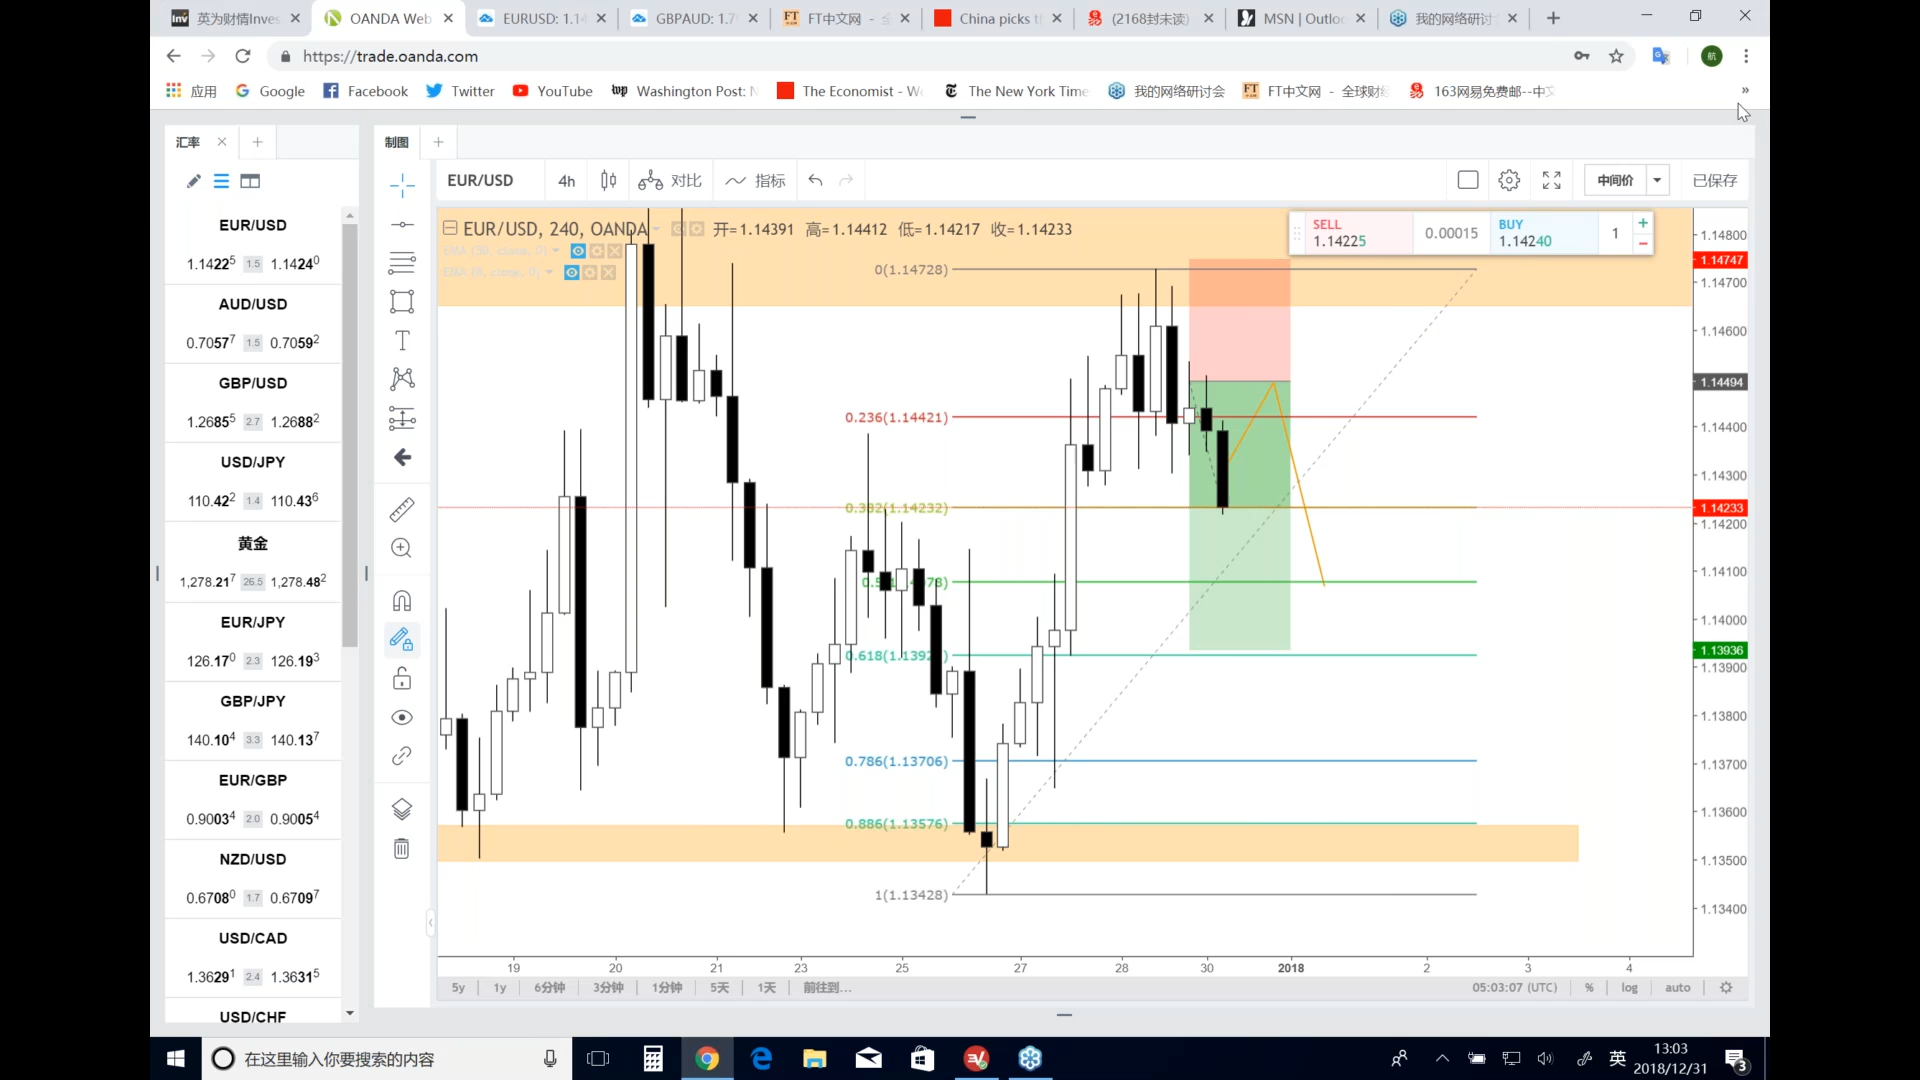 英为财情Inves
OANDA Web
EURUSD: 1.14
GBPAUD: 1.7
FT中文网 -
China picks t
(2168封未读)
MSN | Outloo
我的网络研讨
https://trade.oanda.com
航
应用
Google
Facebook
Twitter
YouTube
Washington Post: N
The Economist - W
The New York Time
我的网络研讨会
FT中文网 - 全球财经
163网易免费邮--中文
汇率
制图
EUR/USD
4h
对比
指标
中间价
已保存
EUR/USD, 240, OANDA
开=1.14391 高=1.14412 低=1.14217 收=1.14233
EMA (30, close, 0)
EMA (8, close, 0)
SELL
1.14225
0.00015
BUY
1.14240
1
EUR/USD
1.14225 1.5 1.14240
AUD/USD
0.70577 1.5 0.70592
GBP/USD
1.26855 2.7 1.26882
USD/JPY
110.422 1.4 110.436
黄金
1,278.217 26.5 1,278.482
EUR/JPY
126.170 2.3 126.193
GBP/JPY
140.104 3.3 140.137
EUR/GBP
0.90034 2.0 0.90054
NZD/USD
0.67080 1.7 0.67097
USD/CAD
1.36291 2.4 1.36315
USD/CHF
0(1.14728)
0.236(1.14421)
0.382(1.14232)
0.786(1.13706)
0.886(1.13576)
1(1.13428)
1.14800
1.14747
1.14700
1.14600
1.14494
1.14400
1.14300
1.14233
1.14200
1.14100
1.14000
1.13936
1.13900
1.13800
1.13700
1.13600
1.13500
1.13400
19 20 21 23 25 27 28 30 2018 2 3 4
5y 1y 6分钟 3分钟 1分钟 5天 1天 前往到...
05:03:07 (UTC) % log auto
在这里输入你要搜索的内容
英
13:03
2018/12/31
3